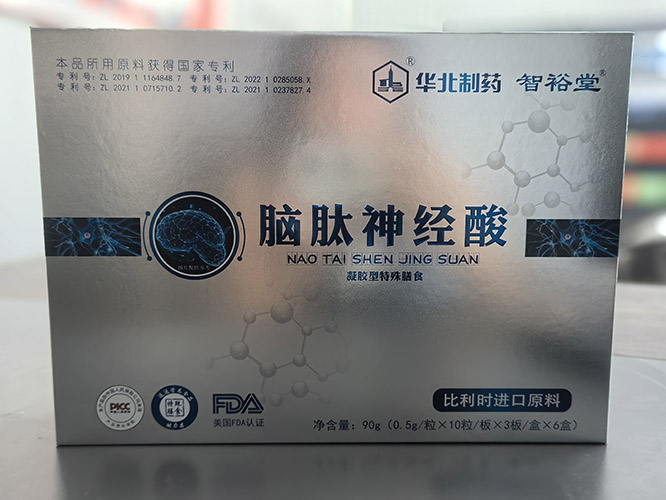 本品所用原料获得国家专利
专利号: ZL 2019 1 1164848.7 专利号: ZL 2022 1 0285058.X
专利号: ZL 2021 1 0715710.2 专利号: ZL 2021 1 0237827.4
华北制药® 智裕堂®
脑肽神经酸
NAO TAI SHEN JING SUAN
凝胶型特殊膳食
PICC
FDA
美国FDA认证
比利时进口原料
净含量: 90g (0.5g/粒×10粒/板×3板/盒×6盒)